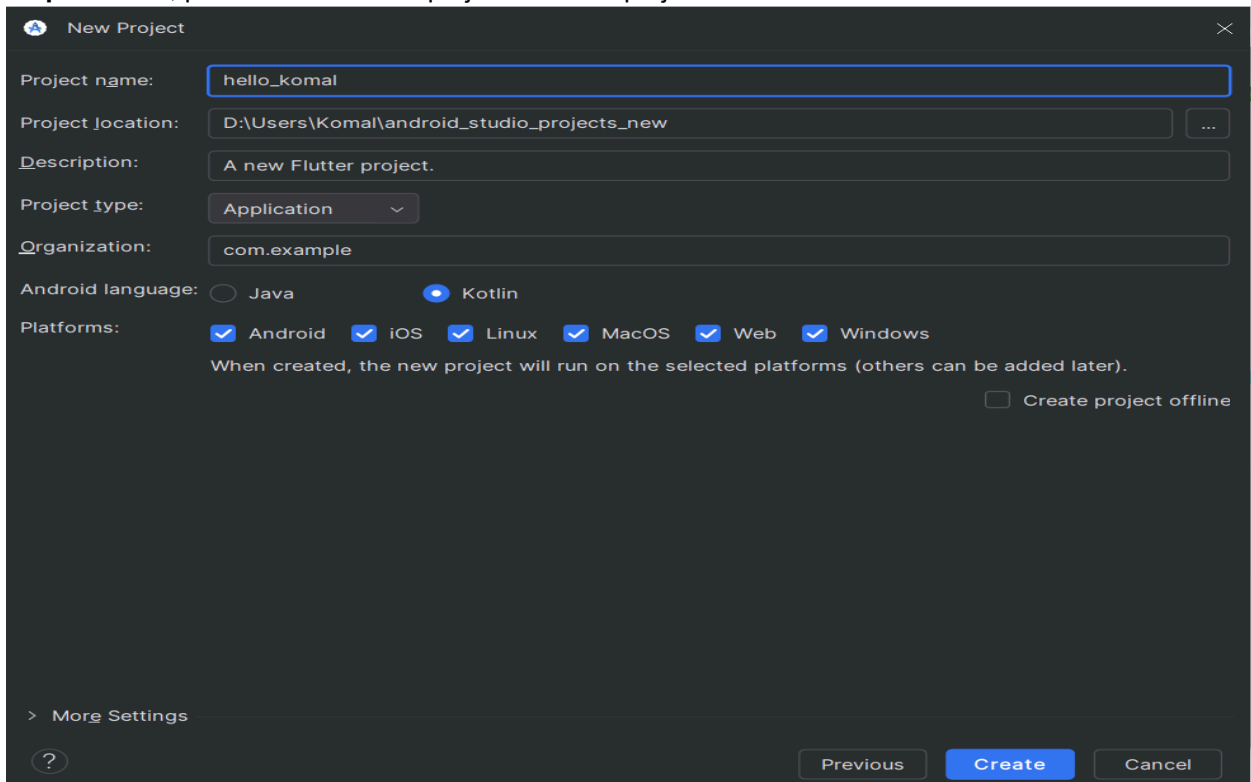 New Project
Project name: hello_komal
Project location: D:\Users\Komal\android_studio_projects_new ...
Description: A new Flutter project.
Project type: Application
Organization: com.example
Android language: Java Kotlin
Platforms: Android iOS Linux MacOS Web Windows
When created, the new project will run on the selected platforms (others can be added later).
Create project offline
> More Settings
? Previous Create Cancel